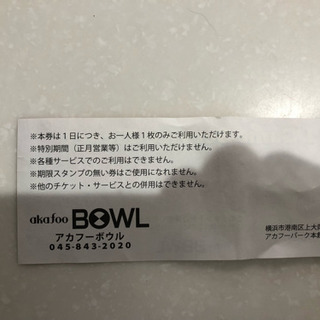 ※本券は１日につき、お一人様１枚のみご利用いただけます。
※特別期間（正月営業等）はご利用いただけません。
※各種サービスでのご利用はできません。
※期限スタンプの無い券はご使用になれません。
※他のチケット・サービスとの併用はできません。
akafoo BOWL
アカフーボウル
045-843-2020
横浜市港南区上大
アカフーパーク本